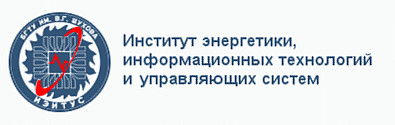 БГТУ ИМ. В.Г. ШУХОВА
ИЭИТУС
Институт энергетики,
информационных технологий
и управляющих систем